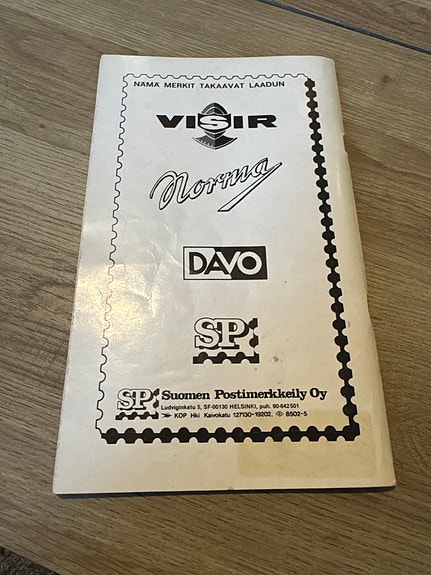 NÄMÄ MERKIT TAKAAVAT LAADUN
VISIR
Norma
DAVO
SP
SP Suomen Postimerkkeily Oy
Ludviginkatu 5, SF-00130 HELSINKI, puh. 90-642501
KOP Hki Kaivokatu 127130-19202, 8502-5